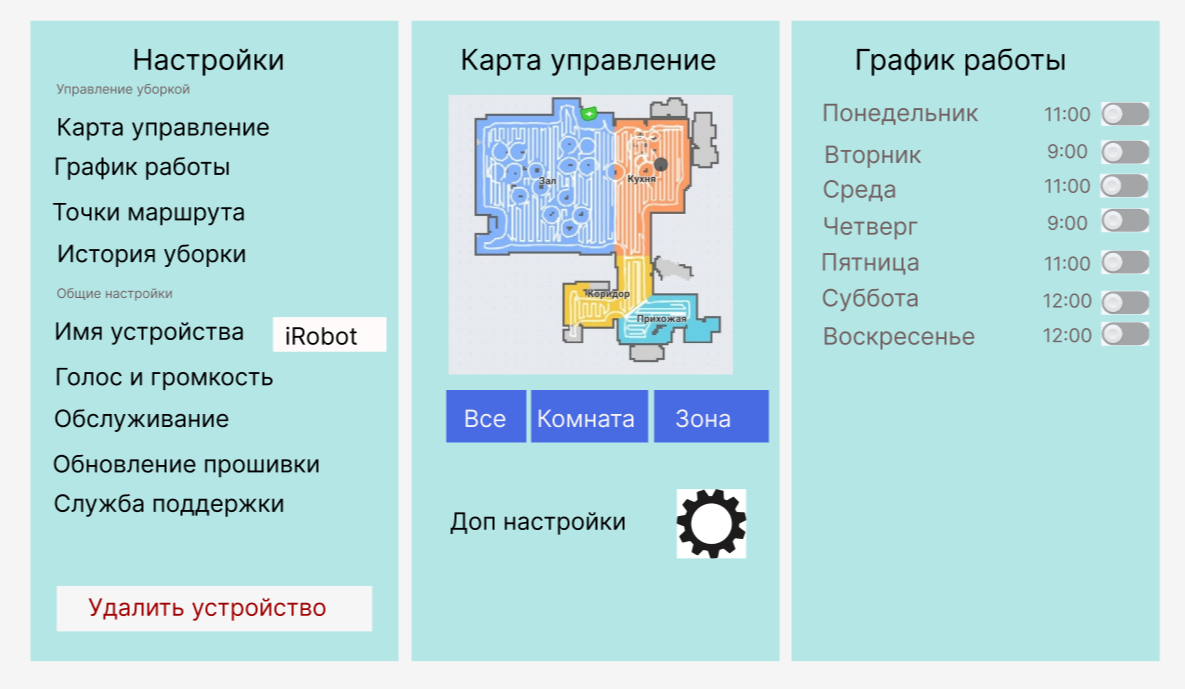 Настройки
Управление уборкой
Карта управление
График работы
Точки маршрута
История уборки
Общие настройки
Имя устройства iRobot
Голос и громкость
Обслуживание
Обновление прошивки
Служба поддержки
Удалить устройство
Карта управление
Зал
Кухня
Коридор
Прихожая
Все Комната Зона
Доп настройки
График работы
Понедельник 11:00
Вторник 9:00
Среда 11:00
Четверг 9:00
Пятница 11:00
Суббота 12:00
Воскресенье 12:00